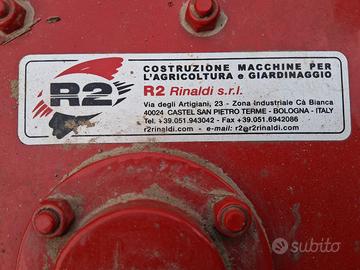 R2
COSTRUZIONE MACCHINE PER
L'AGRICOLTURA e GIARDINAGGIO
R2 Rinaldi s.r.l.
Via degli Artigiani, 23 - Zona industriale Cà Bianca
40024 CASTEL SAN PIETRO TERME - BOLOGNA - ITALY
Tel. +39.051.943042 - Fax +39.051.6942086
r2rinaldi.com - e-mail: r2@r2rinaldi.com
subito